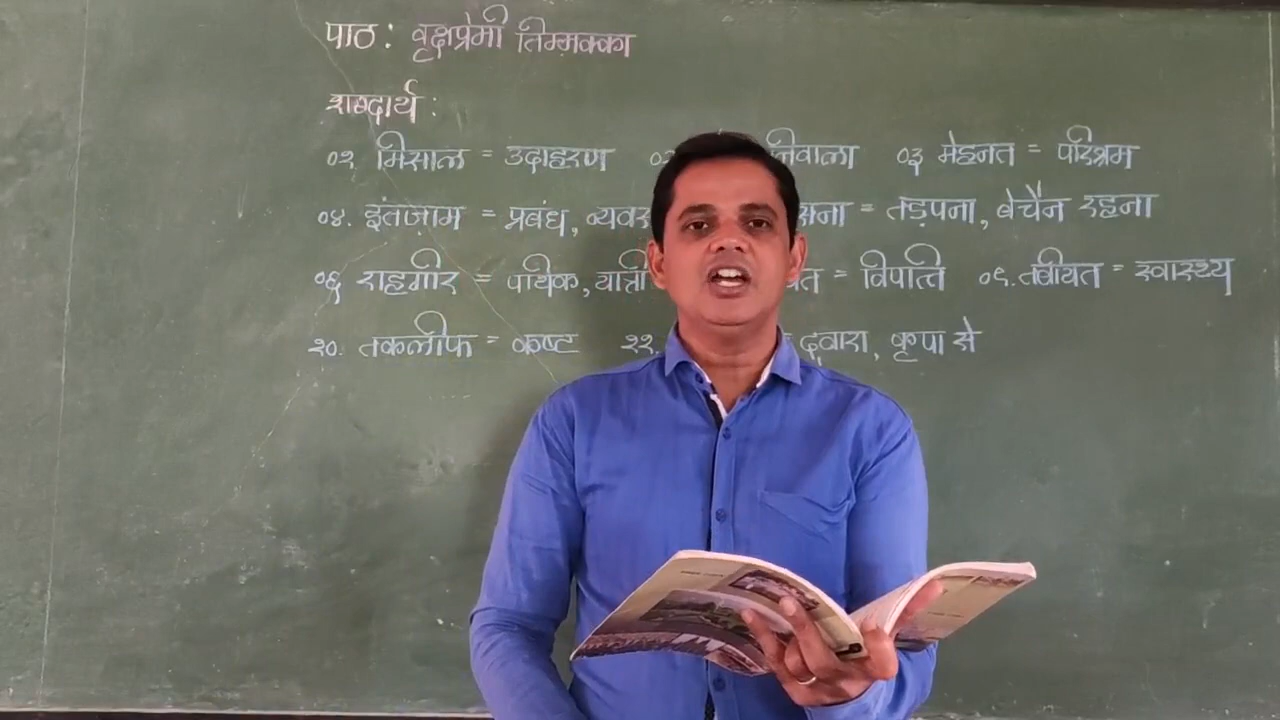 पाठ : वृक्षप्रेमी तिम्मक्का
शब्दार्थ :
०१ मिसाल = उदाहरण ०३ मेहनत = परिश्रम
०४. इंतजाम = प्रबंध, = तड़पना, बेचैन रहना
०६ राहगीर = पथिक, यात्री = विपत्ति ०९. तबीयत = स्वास्थ्य
१०. तकलीफ = कष्ट ११. द्वारा, कृपा से